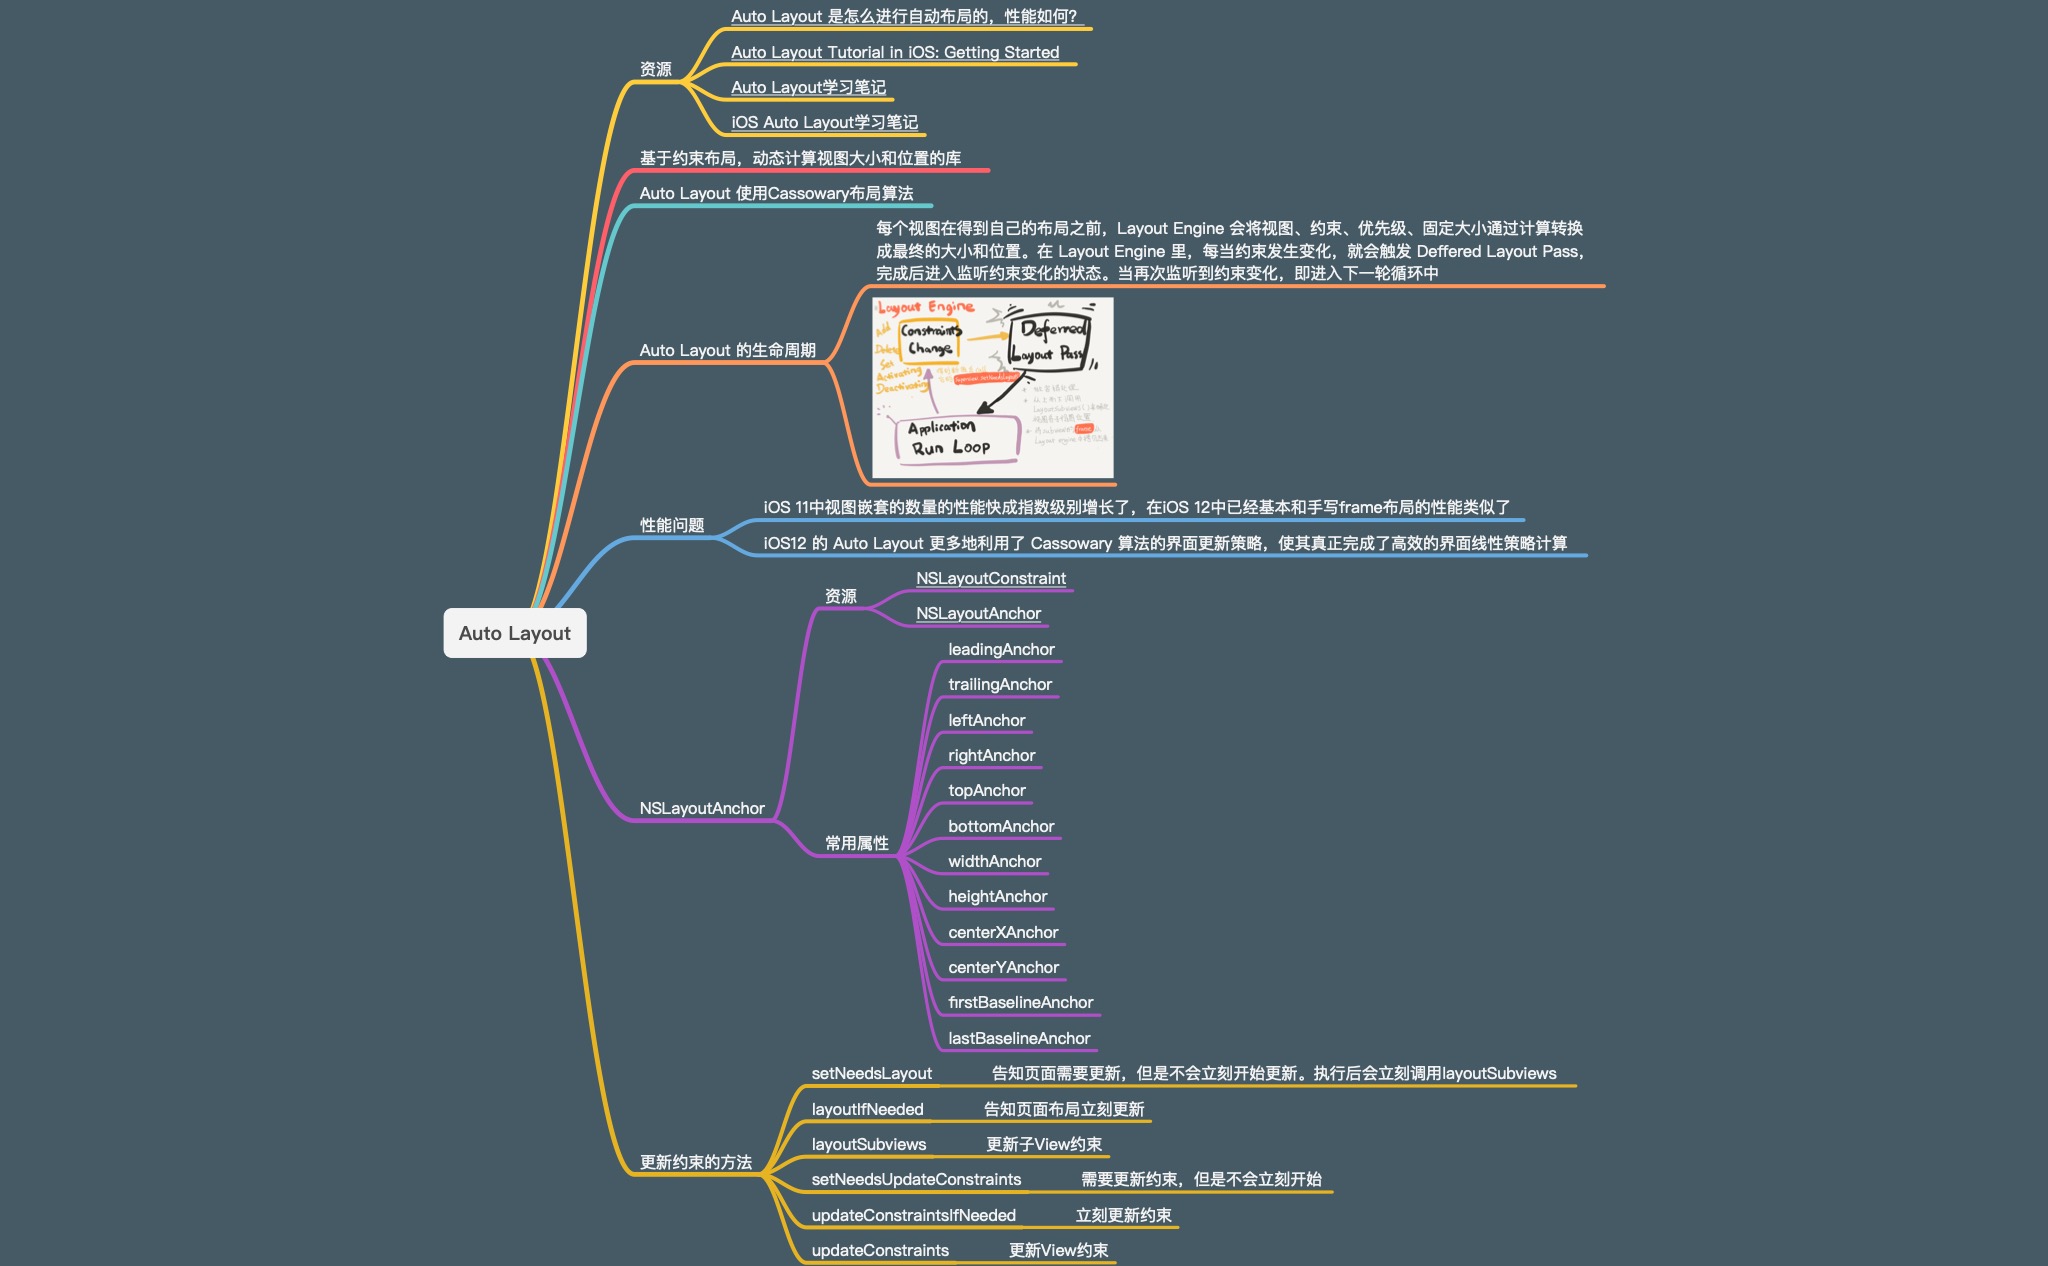 Auto Layout 是怎么进行自动布局的，性能如何？
Auto Layout Tutorial in iOS: Getting Started
资源
Auto Layout学习笔记
iOS Auto Layout学习笔记
基于约束布局，动态计算视图大小和位置的库
Auto Layout 使用Cassowary布局算法
每个视图在得到自己的布局之前，Layout Engine 会将视图、约束、优先级、固定大小通过计算转换
成最终的大小和位置。在 Layout Engine 里，每当约束发生变化，就会触发 Deffered Layout Pass，
完成后进入监听约束变化的状态。当再次监听到约束变化，即进入下一轮循环中
Layout Engine
Add
Delete
Set
Activating
Deactivating
Constraints
Change
Deferred
Layout Pass
superview.setNeedsLayout
Application
Run Loop
frame
Auto Layout 的生命周期
iOS 11中视图嵌套的数量的性能快成指数级别增长了，在iOS 12中已经基本和手写frame布局的性能类似了
性能问题
iOS12 的 Auto Layout 更多地利用了 Cassowary 算法的界面更新策略，使其真正完成了高效的界面线性策略计算
Auto Layout
NSLayoutConstraint
资源
NSLayoutAnchor
leadingAnchor
trailingAnchor
leftAnchor
rightAnchor
topAnchor
NSLayoutAnchor
bottomAnchor
常用属性
widthAnchor
heightAnchor
centerXAnchor
centerYAnchor
firstBaselineAnchor
lastBaselineAnchor
setNeedsLayout 告知页面需要更新，但是不会立刻开始更新。执行后会立刻调用layoutSubviews
layoutIfNeeded 告知页面布局立刻更新
layoutSubviews 更新子View约束
更新约束的方法
setNeedsUpdateConstraints 需要更新约束，但是不会立刻开始
updateConstraintsIfNeeded 立刻更新约束
updateConstraints 更新View约束